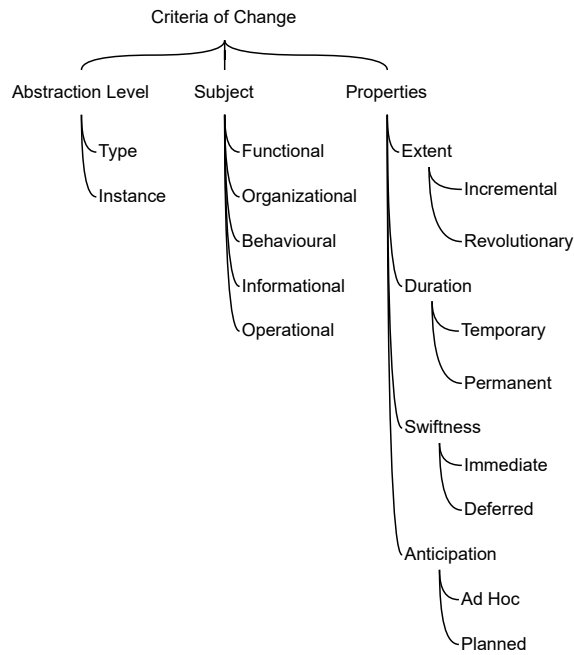 Criteria of Change
Abstraction Level
Subject
Properties
Type
Instance
Functional
Organizational
Behavioural
Informational
Operational
Extent
Incremental
Revolutionary
Duration
Temporary
Permanent
Swiftness
Immediate
Deferred
Anticipation
Ad Hoc
Planned